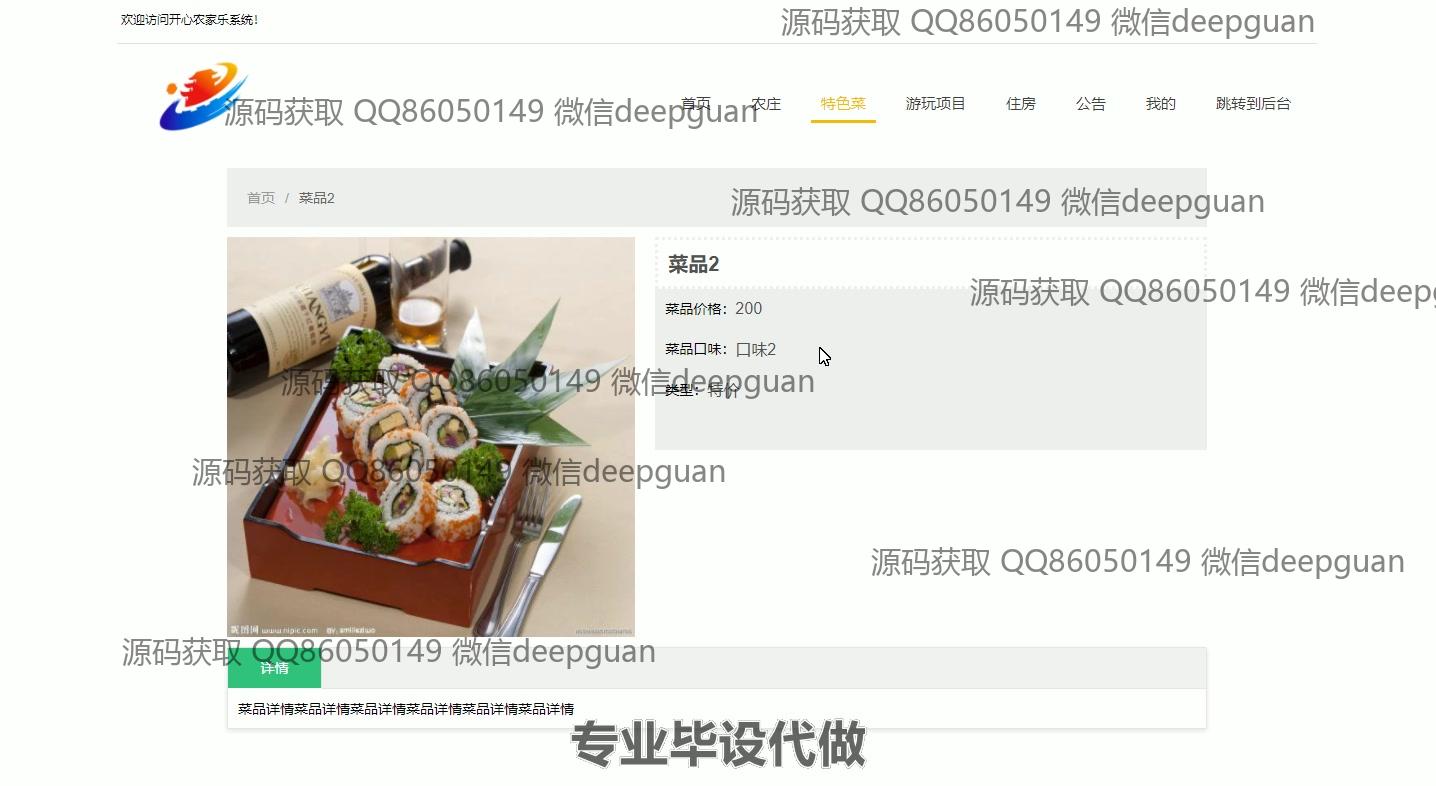 欢迎访问开心农家乐系统!
源码获取 QQ86050149 微信deepguan
源码获取 QQ86050149 微信deepguan
首页 农庄 特色菜 游玩项目 住房 公告 我的 跳转到后台
首页 / 菜品2
源码获取 QQ86050149 微信deepguan
菜品2
源码获取 QQ86050149 微信deep
菜品价格：200
菜品口味：口味2
类型：特价
源码获取 QQ86050149 微信deepguan
源码获取 QQ86050149 微信deepguan
源码获取 QQ86050149 微信deepguan
昵图网 www.nipic.com
源码获取 QQ86050149 微信deepguan
详情
菜品详情菜品详情菜品详情菜品详情菜品详情菜品详情
专业毕设代做